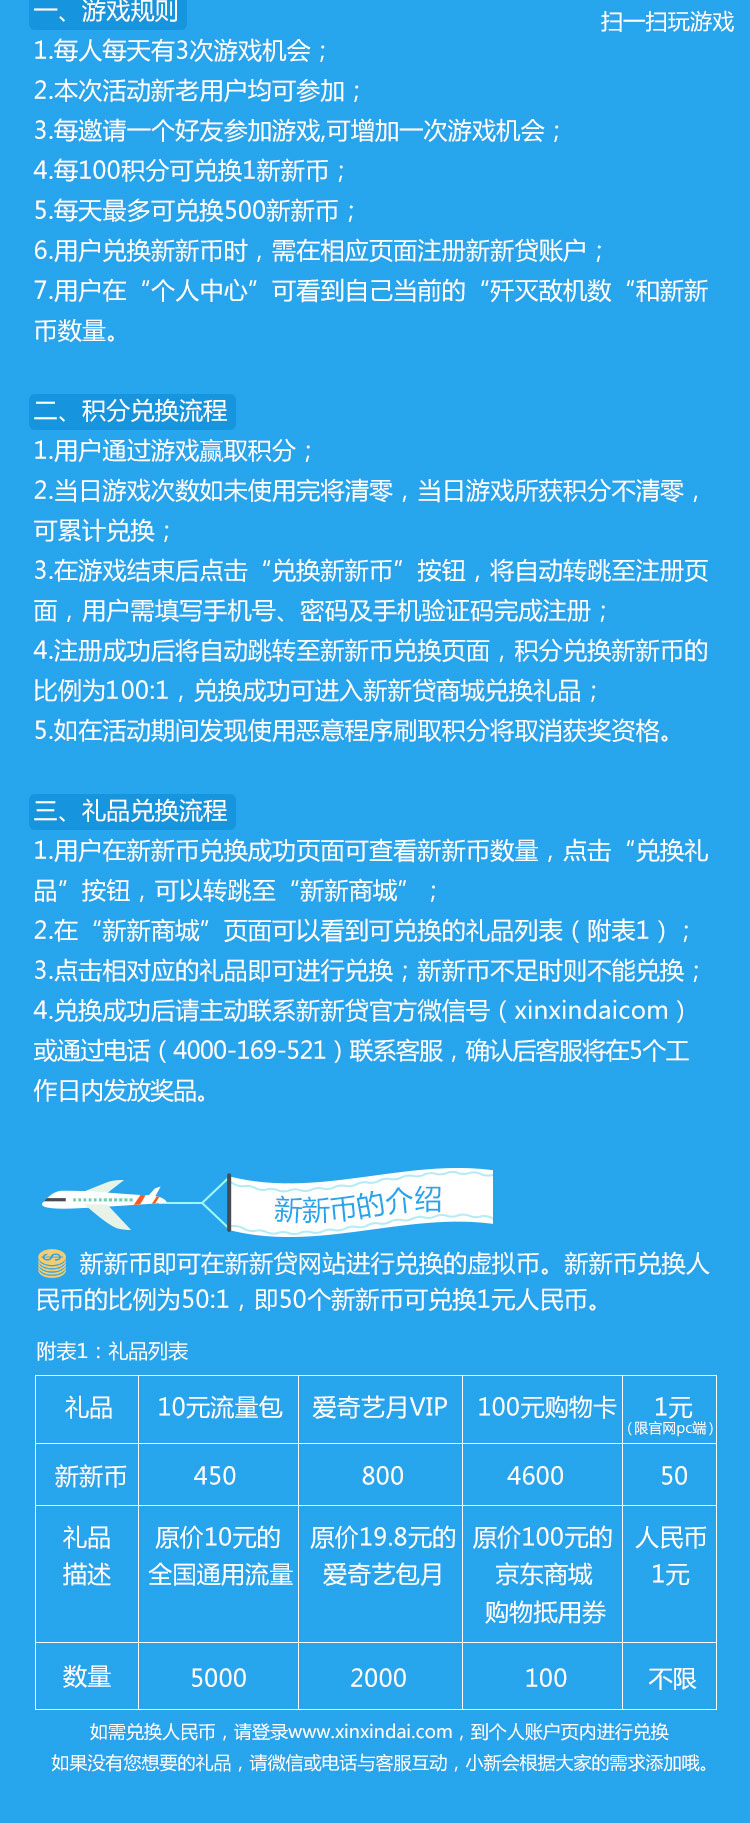 一、游戏规则
扫一扫玩游戏
1.每人每天有3次游戏机会；
2.本次活动新老用户均可参加；
3.每邀请一个好友参加游戏,可增加一次游戏机会；
4.每100积分可兑换1新新币；
5.每天最多可兑换500新新币；
6.用户兑换新新币时，需在相应页面注册新新贷账户；
7.用户在“个人中心”可看到自己当前的“歼灭敌机数“和新新
币数量。
二、积分兑换流程
1.用户通过游戏赢取积分；
2.当日游戏次数如未使用完将清零，当日游戏所获积分不清零，
可累计兑换；
3.在游戏结束后点击“兑换新新币”按钮，将自动转跳至注册页
面，用户需填写手机号、密码及手机验证码完成注册；
4.注册成功后将自动跳转至新新币兑换页面，积分兑换新新币的
比例为100:1，兑换成功可进入新新贷商城兑换礼品；
5.如在活动期间发现使用恶意程序刷取积分将取消获奖资格。
三、礼品兑换流程
1.用户在新新币兑换成功页面可查看新新币数量，点击“兑换礼
品”按钮，可以转跳至“新新商城”；
2.在“新新商城”页面可以看到可兑换的礼品列表（附表1）；
3.点击相对应的礼品即可进行兑换；新新币不足时则不能兑换；
4.兑换成功后请主动联系新新贷官方微信号（xinxindaicom）
或通过电话（4000-169-521）联系客服，确认后客服将在5个工
作日内发放奖品。
新新币的介绍
新新币即可在新新贷网站进行兑换的虚拟币。新新币兑换人
民币的比例为50:1，即50个新新币可兑换1元人民币。
附表1：礼品列表
礼品 10元流量包 爱奇艺月VIP 100元购物卡 1元
（限官网pc端）
新新币 450 800 4600 50
礼品 原价10元的 原价19.8元的 原价100元的 人民币
描述 全国通用流量 爱奇艺包月 京东商城 1元
购物抵用券
数量 5000 2000 100 不限
如需兑换人民币，请登录www.xinxindai.com，到个人账户页内进行兑换
如果没有您想要的礼品，请微信或电话与客服互动，小新会根据大家的需求添加哦。